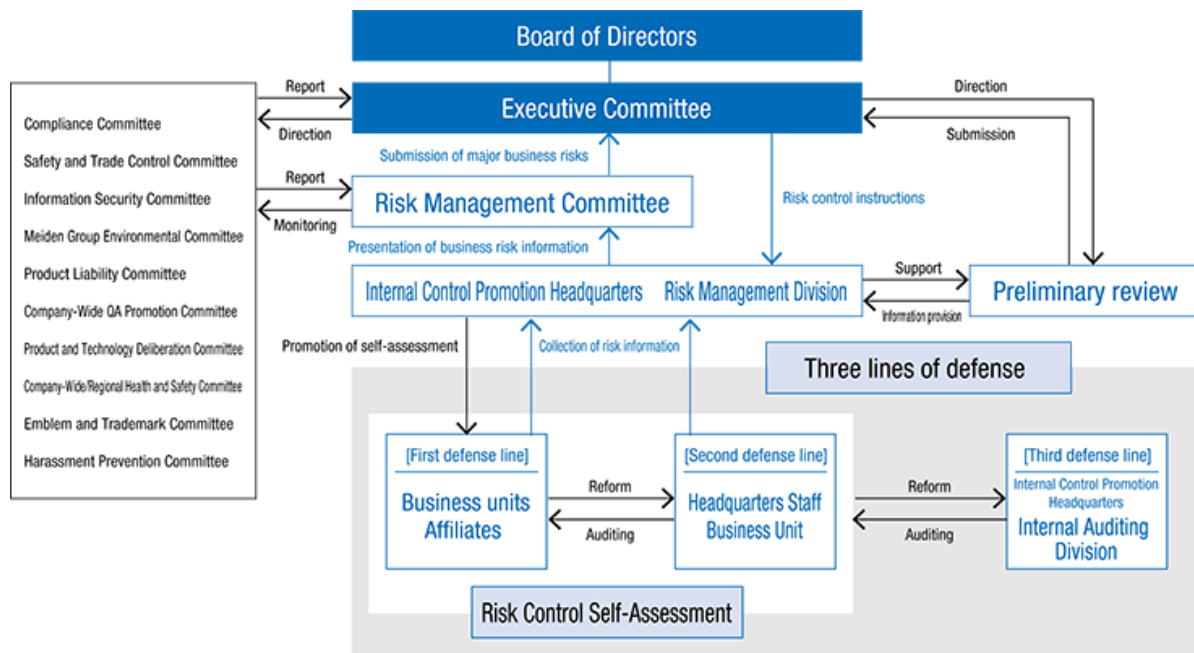 Board of Directors
Executive Committee
Report
Direction
Direction
Submission
Compliance Committee
Safety and Trade Control Committee
Information Security Committee
Meiden Group Environmental Committee
Product Liability Committee
Company-Wide QA Promotion Committee
Product and Technology Deliberation Committee
Company-Wide/Regional Health and Safety Committee
Emblem and Trademark Committee
Harassment Prevention Committee
Submission of major business risks
Report
Monitoring
Risk Management Committee
Risk control instructions
Presentation of business risk information
Internal Control Promotion Headquarters Risk Management Division
Support
Information provision
Preliminary review
Promotion of self-assessment
Collection of risk information
Three lines of defense
[First defense line]
Business units
Affiliates
Reform
Auditing
[Second defense line]
Headquarters Staff
Business Unit
Reform
Auditing
[Third defense line]
Internal Control Promotion
Headquarters
Internal Auditing
Division
Risk Control Self-Assessment